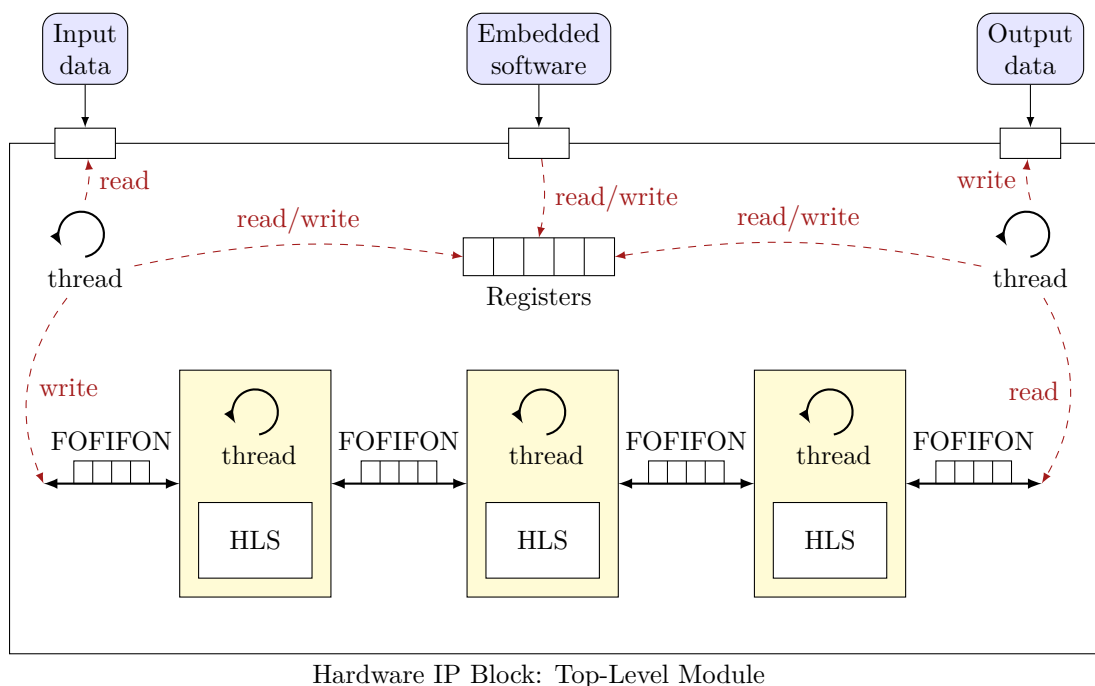 Input
data
Embedded
software
Output
data
read
write
read/write
read/write
read/write
thread
thread
Registers
write
read
FOFIFON
FOFIFON
FOFIFON
FOFIFON
thread
thread
thread
HLS
HLS
HLS
Hardware IP Block: Top-Level Module